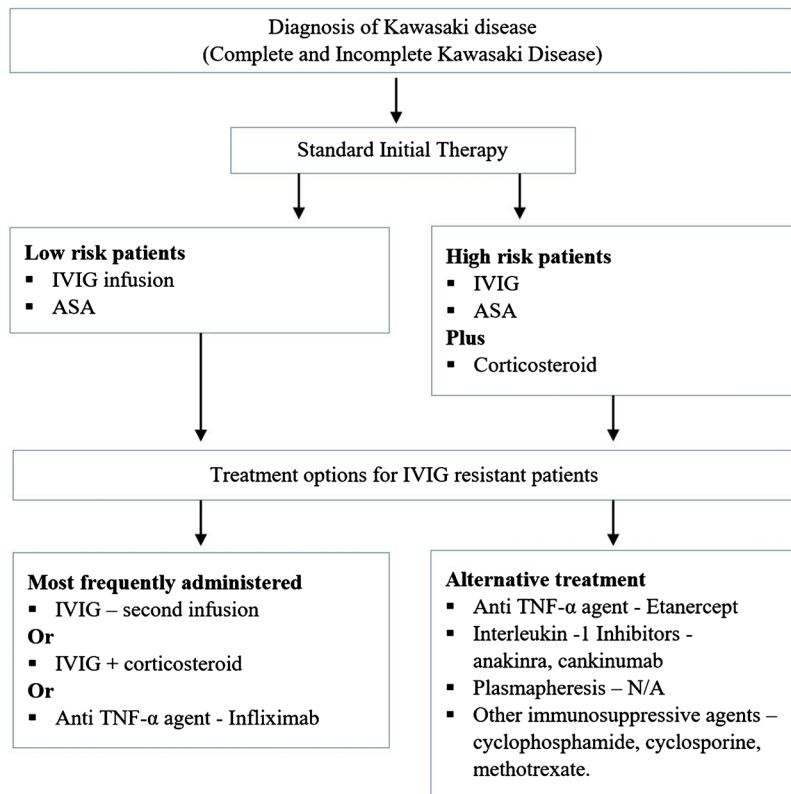 Diagnosis of Kawasaki disease
(Complete and Incomplete Kawasaki Disease)
Standard Initial Therapy
Low risk patients
▪ IVIG infusion
▪ ASA
High risk patients
▪ IVIG
▪ ASA
Plus
▪ Corticosteroid
Treatment options for IVIG resistant patients
Most frequently administered
▪ IVIG – second infusion
Or
▪ IVIG + corticosteroid
Or
▪ Anti TNF-α agent - Infliximab
Alternative treatment
▪ Anti TNF-α agent - Etanercept
▪ Interleukin -1 Inhibitors -
anakinra, cankinumab
▪ Plasmapheresis – N/A
▪ Other immunosuppressive agents –
cyclophosphamide, cyclosporine,
methotrexate.